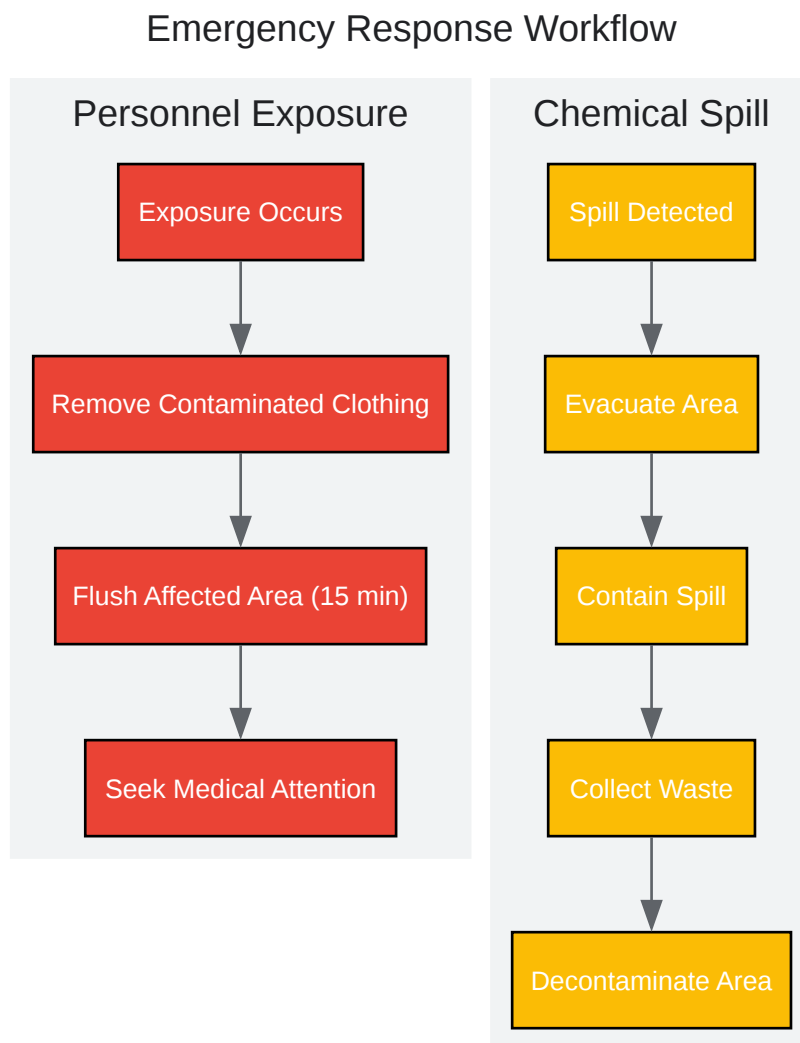 Emergency Response Workflow
Personnel Exposure
Exposure Occurs
Remove Contaminated Clothing
Flush Affected Area (15 min)
Seek Medical Attention
Chemical Spill
Spill Detected
Evacuate Area
Contain Spill
Collect Waste
Decontaminate Area